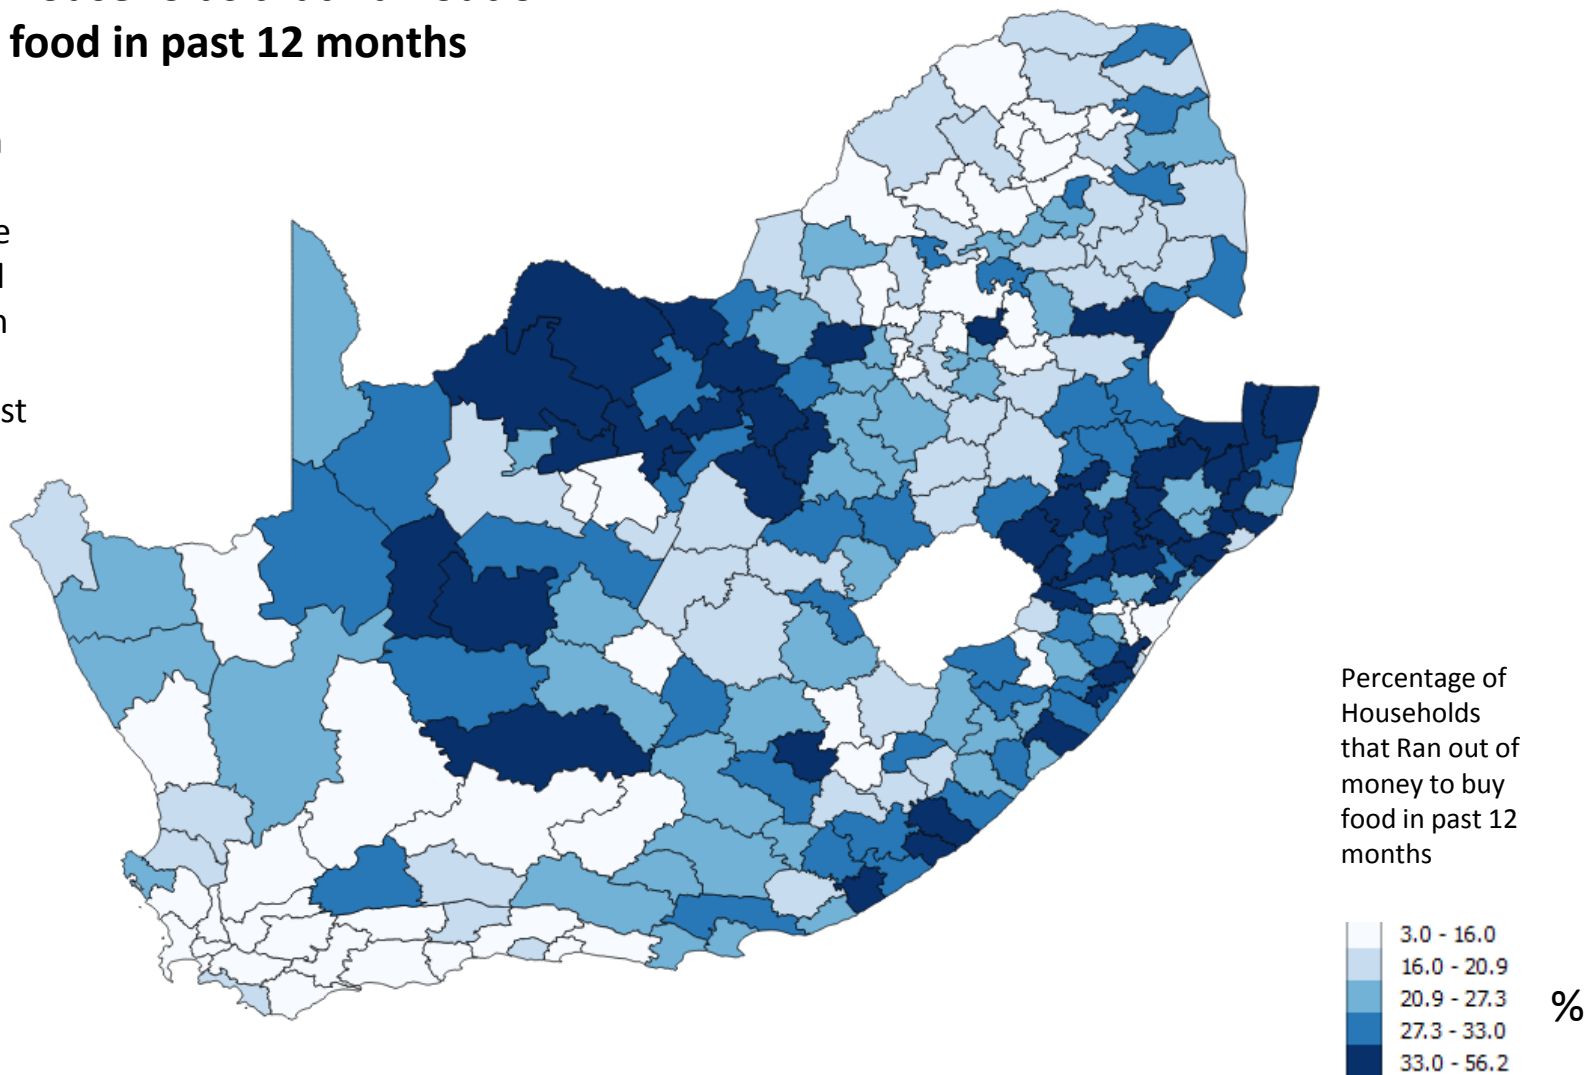 food in past 12 months
st
Percentage of
Households
that Ran out of
money to buy
food in past 12
months
3.0 - 16.0
16.0 - 20.9
20.9 - 27.3
27.3 - 33.0
33.0 - 56.2
%